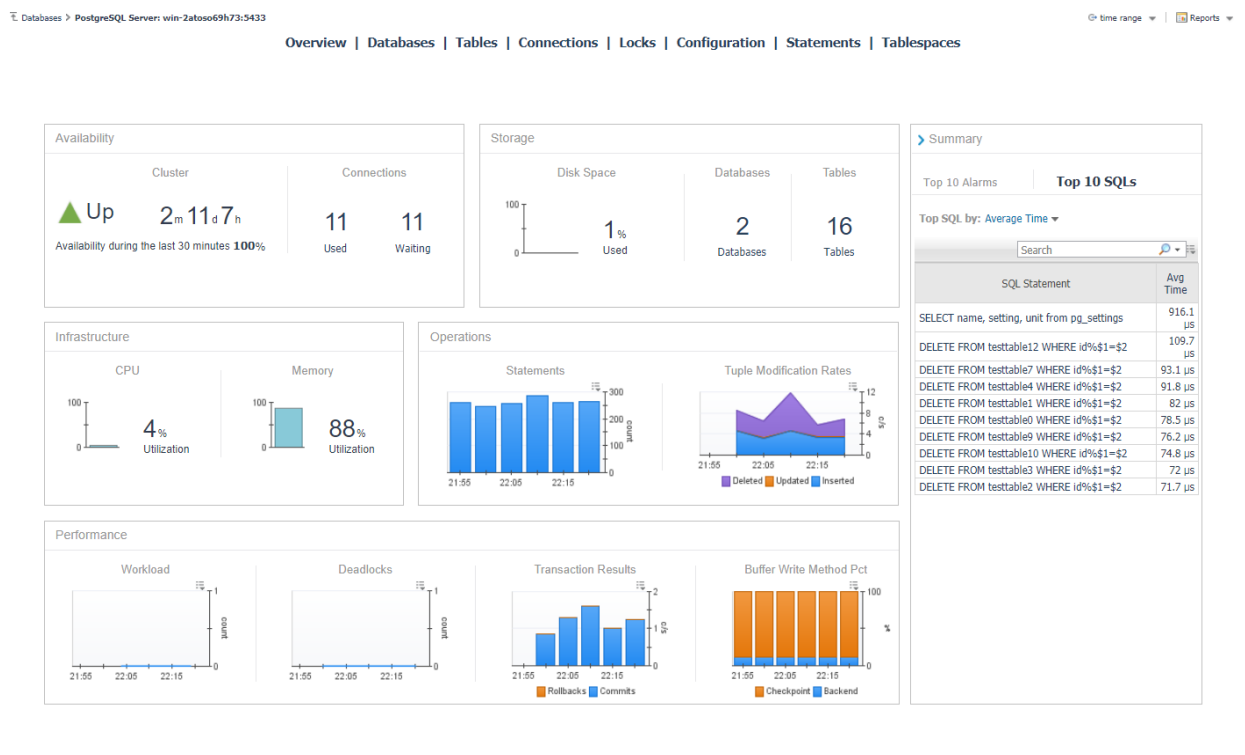 Databases > PostgreSQL Server: win-2atoso69h73:5433
time range
Reports
Overview | Databases | Tables | Connections | Locks | Configuration | Statements | Tablespaces
Availability
Cluster
Connections
Up
2m 11d 7h
11
11
Availability during the last 30 minutes 100%
Used
Waiting
Storage
Disk Space
Databases
Tables
100
0
1%
Used
2
Databases
16
Tables
Summary
Top 10 Alarms
Top 10 SQLs
Top SQL by: Average Time
Search
SQL Statement
Avg Time
SELECT name, setting, unit from pg_settings 916.1 µs
DELETE FROM testtable12 WHERE id%$1=$2 109.7 µs
DELETE FROM testtable7 WHERE id%$1=$2 93.1 µs
DELETE FROM testtable4 WHERE id%$1=$2 91.8 µs
DELETE FROM testtable1 WHERE id%$1=$2 82 µs
DELETE FROM testtable0 WHERE id%$1=$2 78.5 µs
DELETE FROM testtable9 WHERE id%$1=$2 76.2 µs
DELETE FROM testtable10 WHERE id%$1=$2 74.8 µs
DELETE FROM testtable3 WHERE id%$1=$2 72 µs
DELETE FROM testtable2 WHERE id%$1=$2 71.7 µs
Infrastructure
CPU
Memory
100
0
4%
Utilization
100
0
88%
Utilization
Operations
Statements
300
200
100
0
count
21:55 22:05 22:15
Tuple Modification Rates
12
8
4
0
c/s
21:55 22:05 22:15
Deleted Updated Inserted
Performance
Workload
1
0
count
21:55 22:05 22:15
Deadlocks
1
0
count
21:55 22:05 22:15
Transaction Results
2
1
0
c/s
21:55 22:05 22:15
Rollbacks Commits
Buffer Write Method Pct
100
0
%
21:55 22:05 22:15
Checkpoint Backend